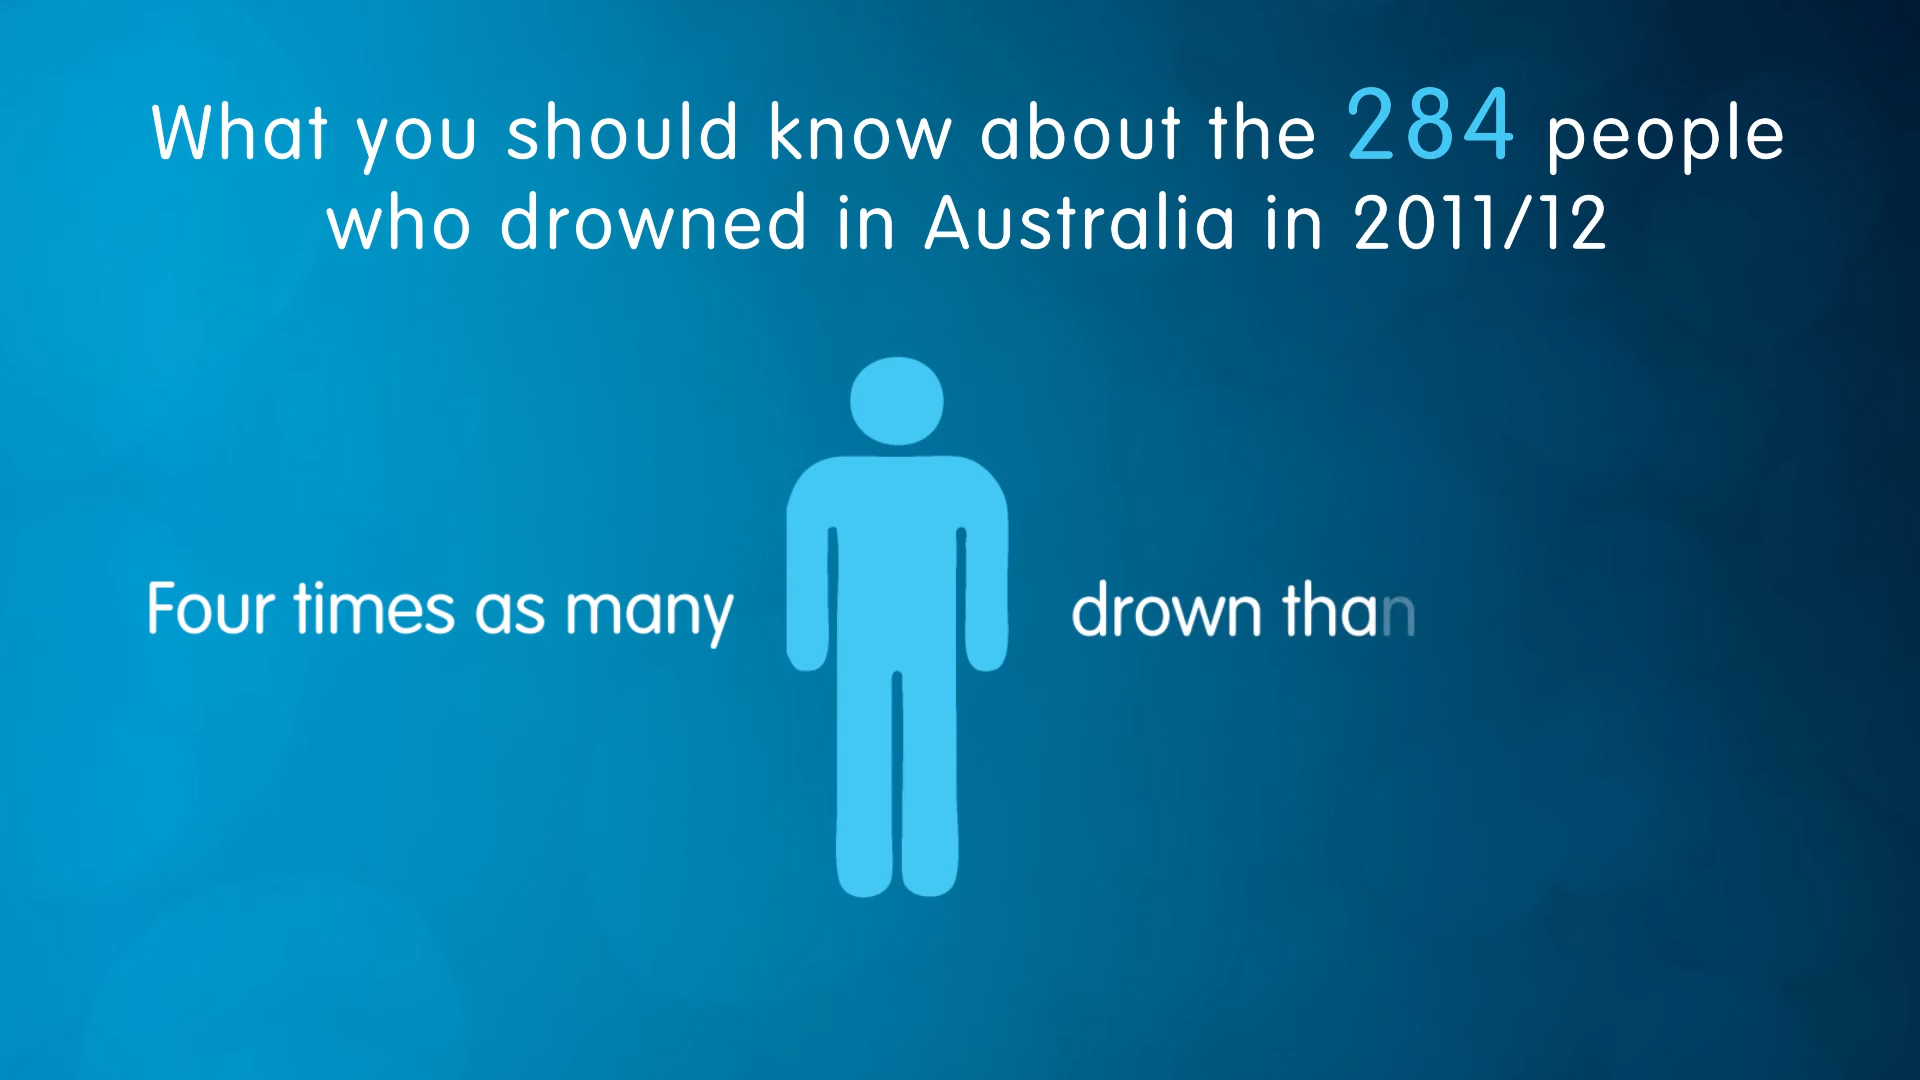 What you should know about the 284 people
who drowned in Australia in 2011/12
Four times as many drown than